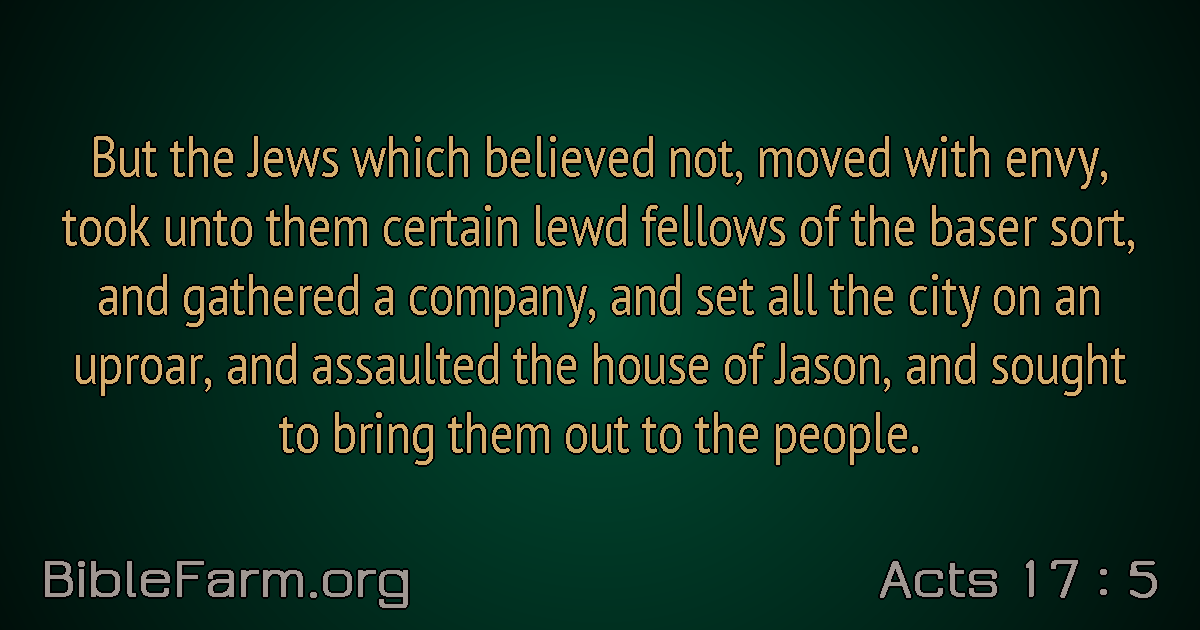 But the Jews which believed not, moved with envy,
took unto them certain lewd fellows of the baser sort,
and gathered a company, and set all the city on an
uproar, and assaulted the house of Jason, and sought
to bring them out to the people.
BibleFarm.org
Acts 17 : 5